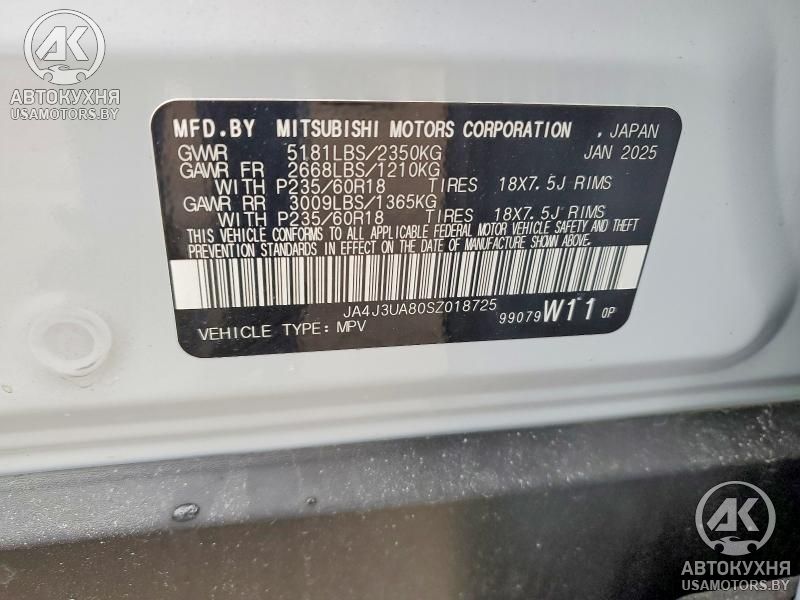 АК
АВТОКУХНЯ
USAMOTORS.BY
MFD.BY MITSUBISHI MOTORS CORPORATION . JAPAN
GVWR 5181LBS/2350KG JAN 2025
GAWR FR 2668LBS/1210KG
WITH P235/60R18 TIRES 18X7.5J RIMS
GAWR RR 3009LBS/1365KG
WITH P235/60R18 TIRES 18X7.5J RIMS
THIS VEHICLE CONFORMS TO ALL APPLICABLE FEDERAL MOTOR VEHICLE SAFETY AND THEFT
PREVENTION STANDARDS IN EFFECT ON THE DATE OF MANUFACTURE SHOWN ABOVE.
JA4J3UA80SZ018725
VEHICLE TYPE: MPV 99079 W11 0P
АК
АВТОКУХНЯ
USAMOTORS.BY